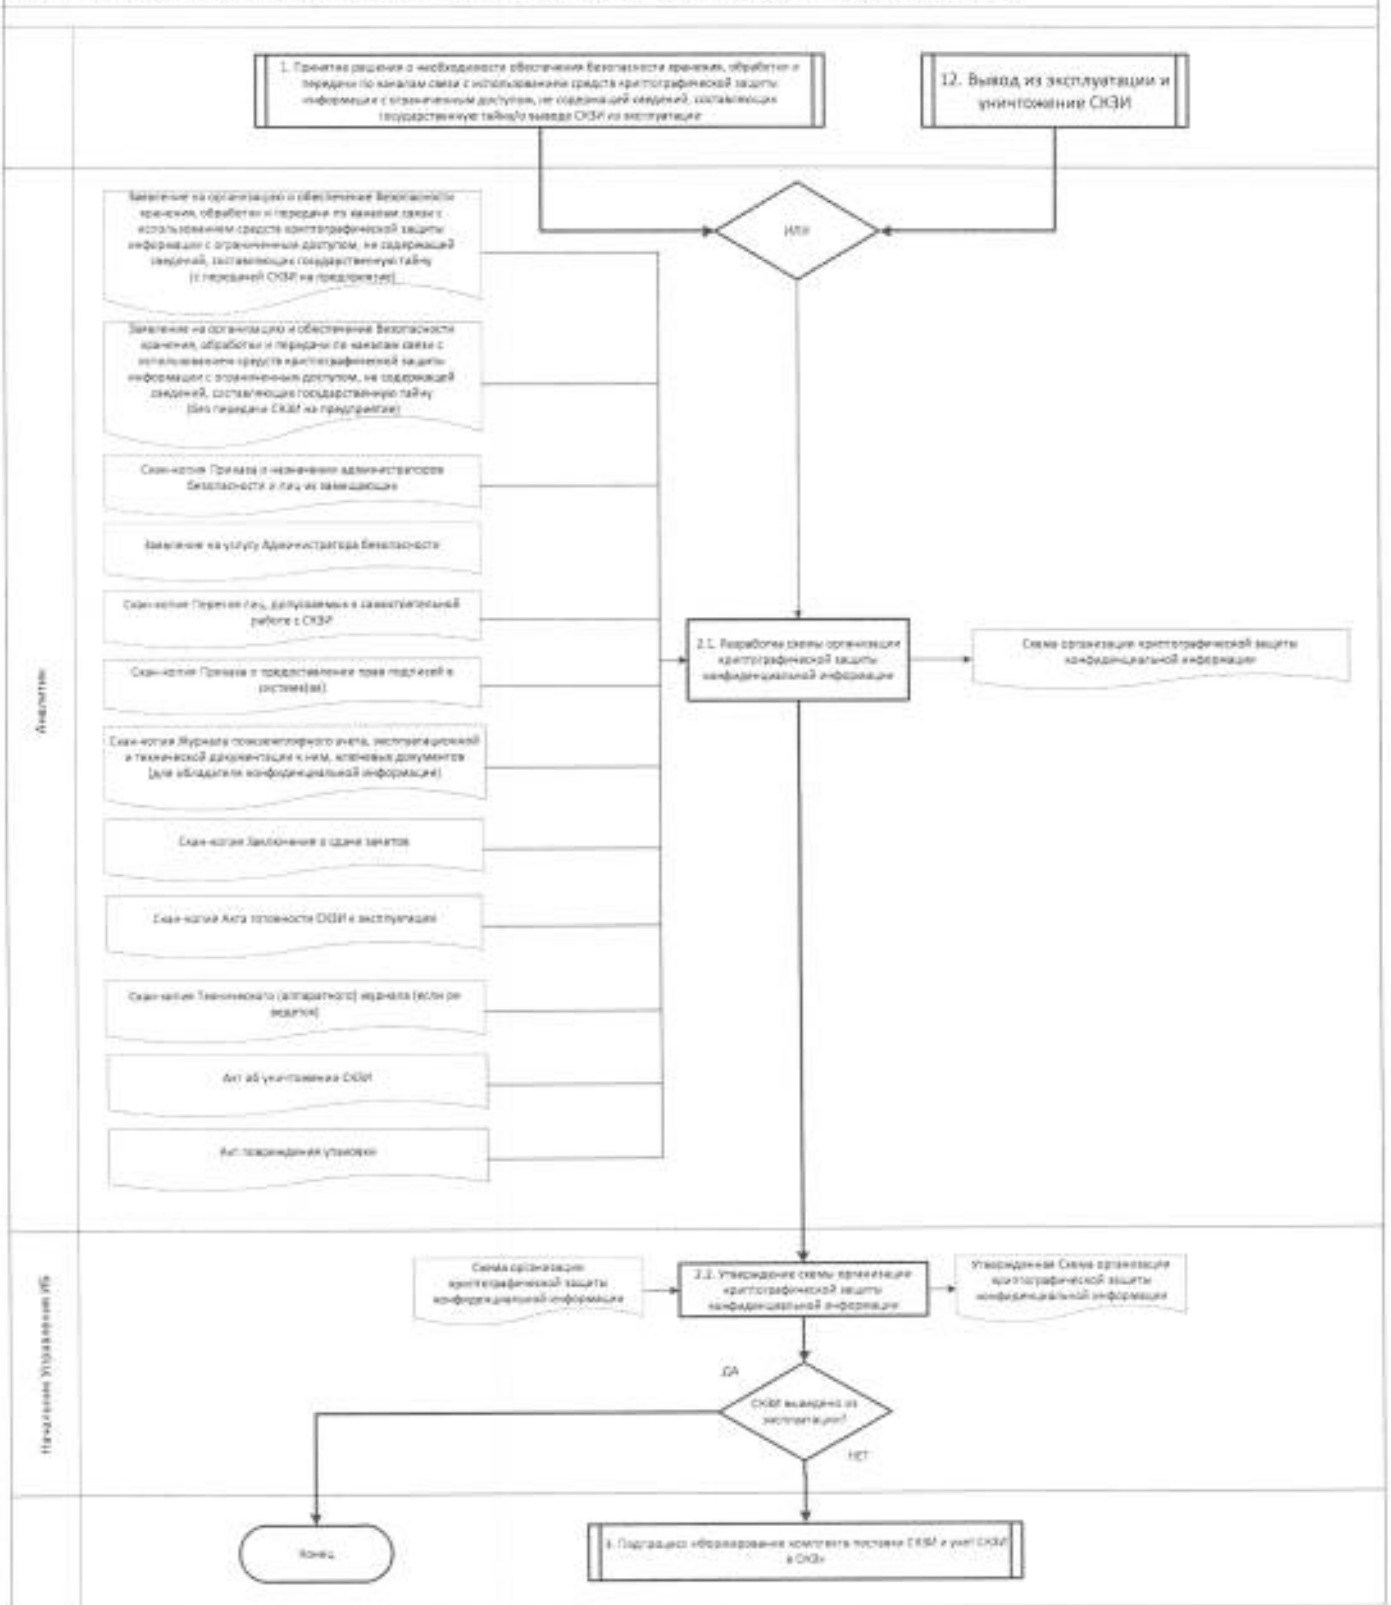 1. Принятие решения о необходимости обеспечения безопасности хранения, обработки и
передачи по каналам связи с использованием средств криптографической защиты
информации с ограниченным доступом, не содержащей сведений, составляющих
государственную тайну/о выводе СКЗИ из эксплуатации
12. Вывод из эксплуатации и
уничтожение СКЗИ
ИЛИ
Аналитик
Заявление на организацию и обеспечение безопасности
хранения, обработки и передачи по каналам связи с
использованием средств криптографической защиты
информации с ограниченным доступом, не содержащей
сведений, составляющих государственную тайну
(с передачей СКЗИ на предприятие)
Заявление на организацию и обеспечение безопасности
хранения, обработки и передачи по каналам связи с
использованием средств криптографической защиты
информации с ограниченным доступом, не содержащей
сведений, составляющих государственную тайну
(без передачи СКЗИ на предприятие)
Скан-копия Приказа о назначении администраторов
безопасности и лиц их замещающих
Заявление на услугу Администратора безопасности
Скан-копия Перечня лиц, допускаемых к самостоятельной
работе с СКЗИ
Скан-копия Приказа о предоставлении прав подписей в
системе(ах)
Скан-копия Журнала поэкземплярного учета, эксплуатационной
и технической документации к ним, ключевых документов
(для обладателя конфиденциальной информации)
Скан-копия Заключения о сдаче зачетов
Скан-копия Акта готовности СКЗИ к эксплуатации
Скан-копия Технического (аппаратного) журнала (если он
ведется)
Акт об уничтожении СКЗИ
Акт повреждения упаковки
2.1. Разработка схемы организации
криптографической защиты
конфиденциальной информации
Схема организации криптографической защиты
конфиденциальной информации
Начальник Управления ИБ
Схема организации
криптографической защиты
конфиденциальной информации
2.2. Утверждение схемы организации
криптографической защиты
конфиденциальной информации
Утвержденная Схема организации
криптографической защиты
конфиденциальной информации
ДА
СКЗИ выведено из
эксплуатации?
НЕТ
Конец
3. Подпроцесс «Формирование комплекта поставки СКЗИ и учет СКЗИ
в ОКЗ»